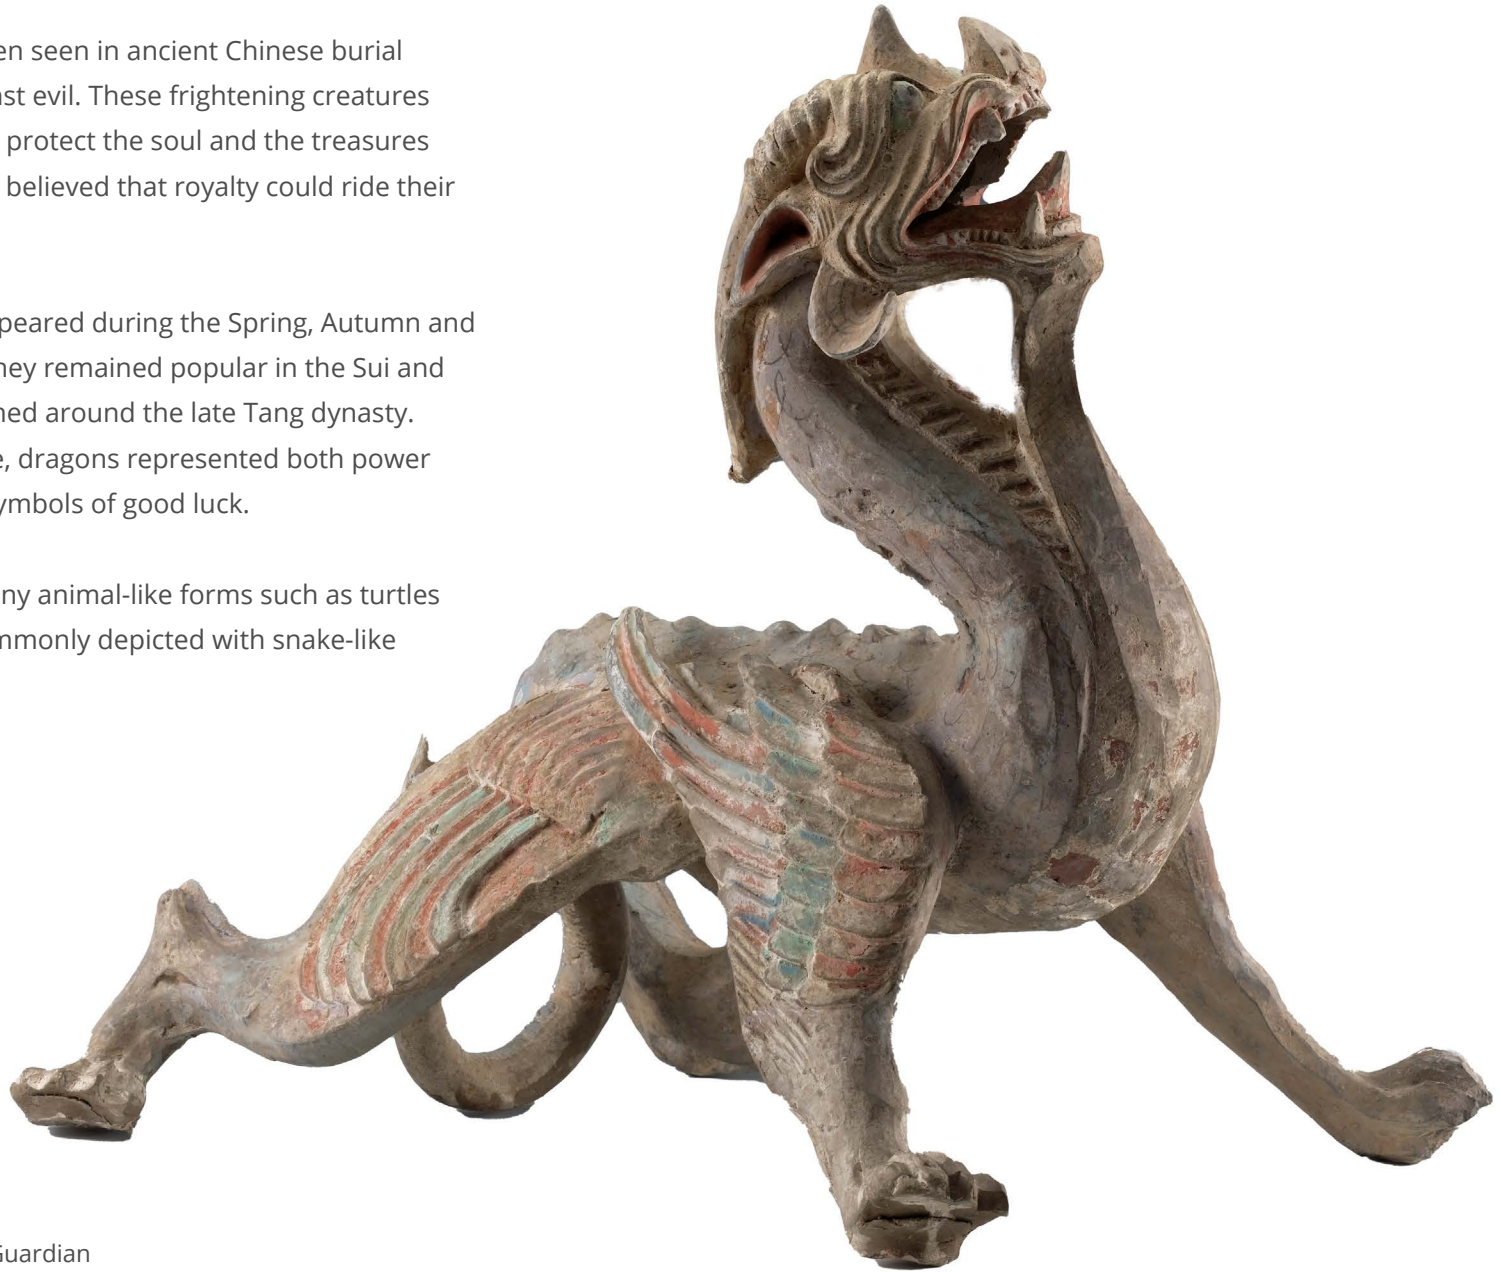 en seen in ancient Chinese burial
st evil. These frightening creatures
protect the soul and the treasures
believed that royalty could ride their
peared during the Spring, Autumn and
hey remained popular in the Sui and
ned around the late Tang dynasty.
e, dragons represented both power
ymbols of good luck.
ny animal-like forms such as turtles
mmonly depicted with snake-like
Guardian